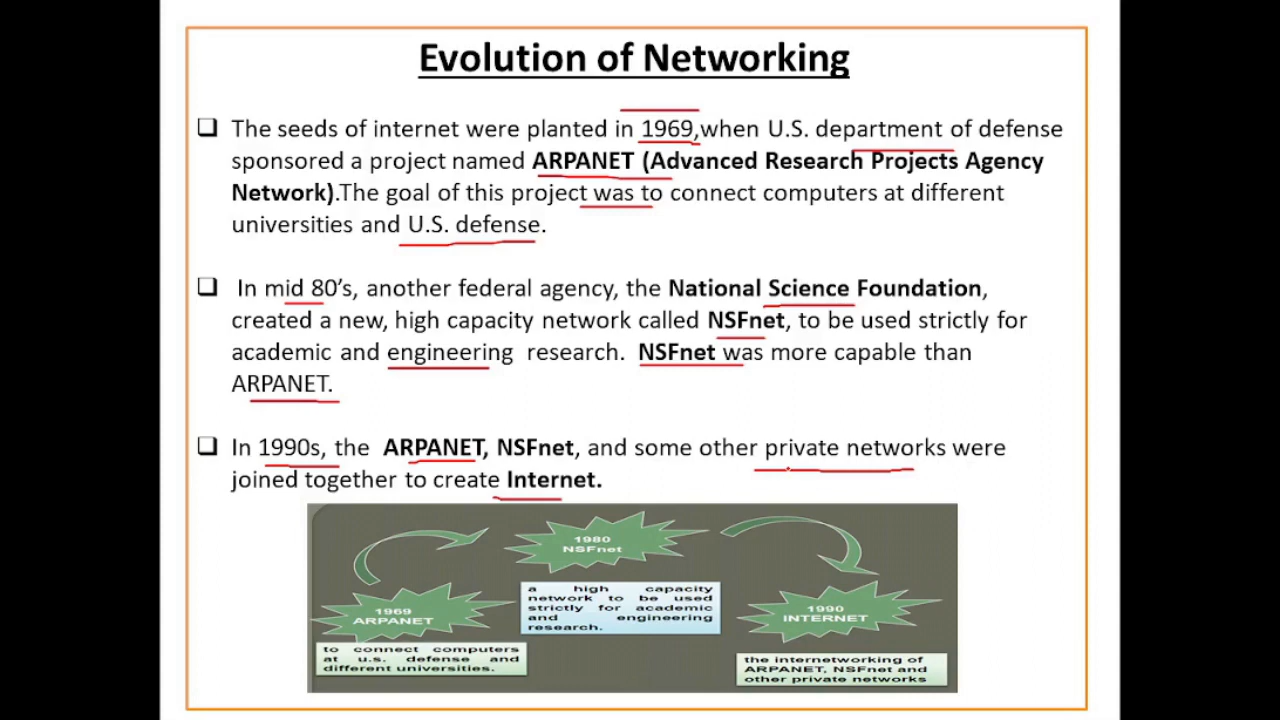 Evolution of Networking
❑ The seeds of internet were planted in 1969,when U.S. department of defense
sponsored a project named ARPANET (Advanced Research Projects Agency
Network).The goal of this project was to connect computers at different
universities and U.S. defense.
❑ In mid 80’s, another federal agency, the National Science Foundation,
created a new, high capacity network called NSFnet, to be used strictly for
academic and engineering research. NSFnet was more capable than
ARPANET.
❑ In 1990s, the ARPANET, NSFnet, and some other private networks were
joined together to create Internet.
1969
ARPANET
to connect computers
at u.s. defense and
different universities.
1980
NSFnet
a high capacity
network to be used
strictly for academic
and engineering
research.
1990
INTERNET
the internetworking of
ARPANET, NSFnet and
other private networks